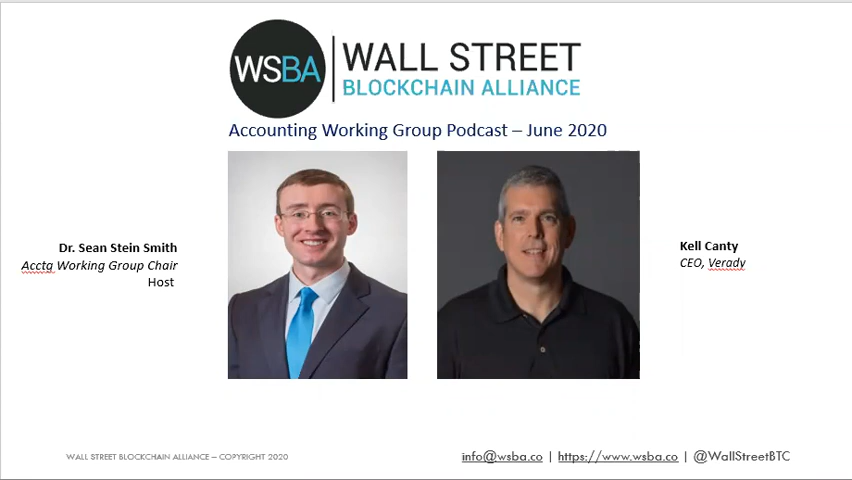 WSBA
WALL STREET
BLOCKCHAIN ALLIANCE
Accounting Working Group Podcast – June 2020
Dr. Sean Stein Smith
Acctg Working Group Chair
Host
Kell Canty
CEO, Verady
WALL STREET BLOCKCHAIN ALLIANCE – COPYRIGHT 2020
info@wsba.co | https://www.wsba.co | @WallStreetBTC